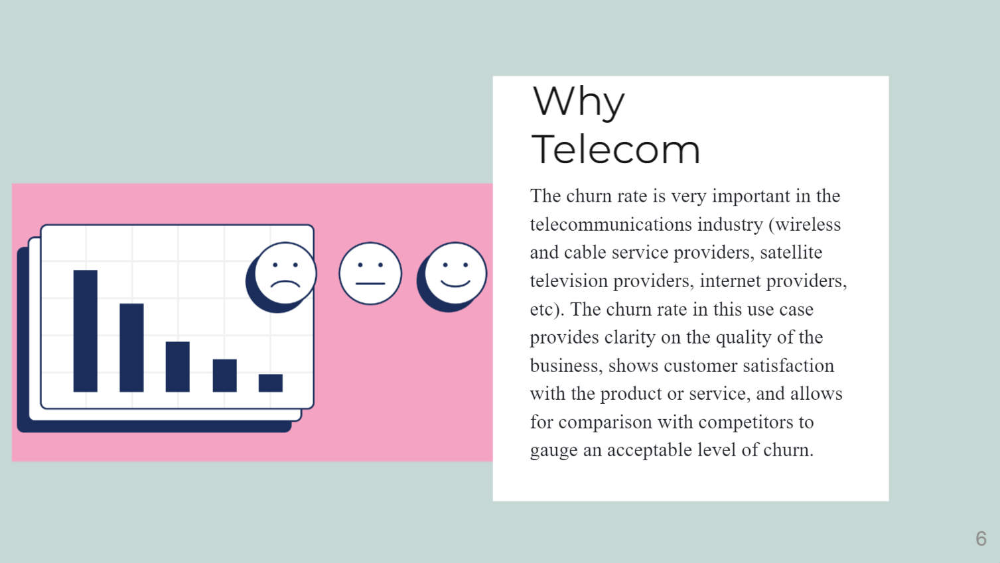 Why
Telecom
The churn rate is very important in the
telecommunications industry (wireless
and cable service providers, satellite
television providers, internet providers,
etc). The churn rate in this use case
provides clarity on the quality of the
business, shows customer satisfaction
with the product or service, and allows
for comparison with competitors to
gauge an acceptable level of churn.
6